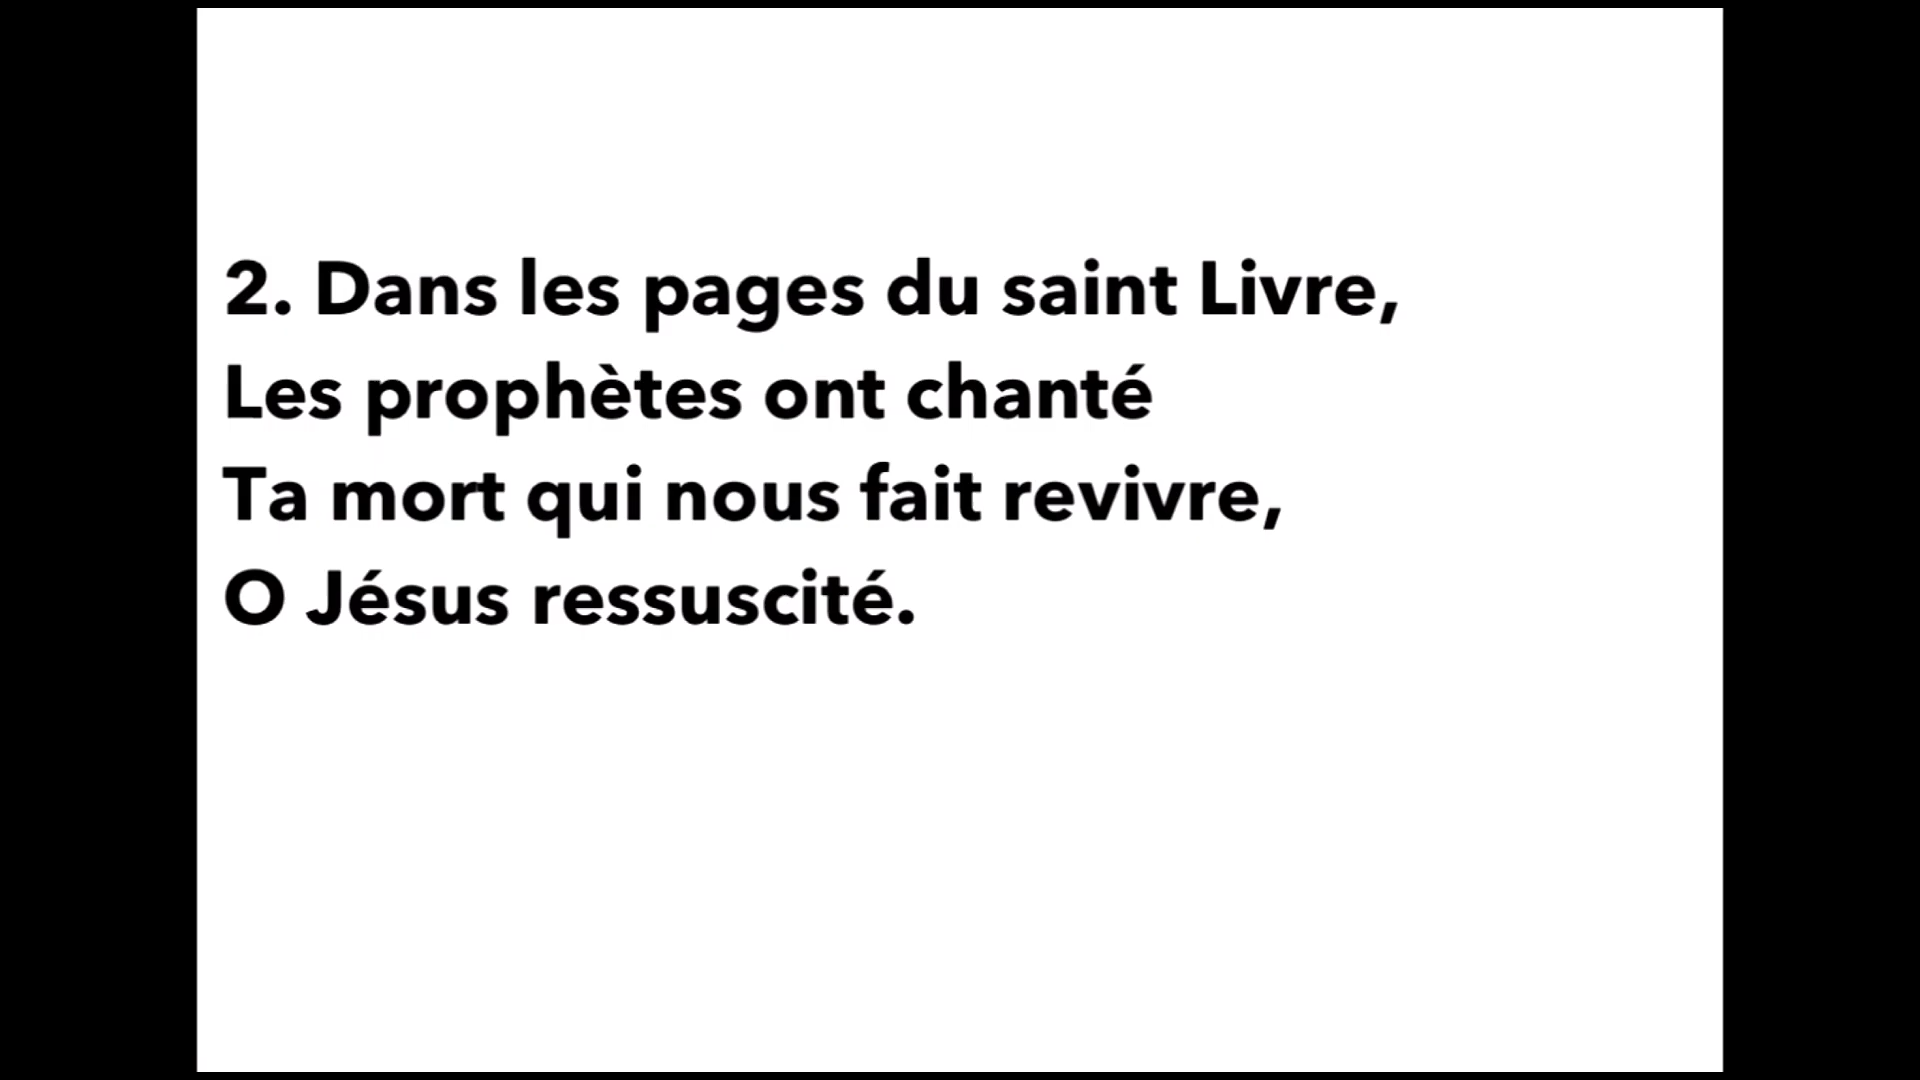 2. Dans les pages du saint Livre,
Les prophètes ont chanté
Ta mort qui nous fait revivre,
O Jésus ressuscité.